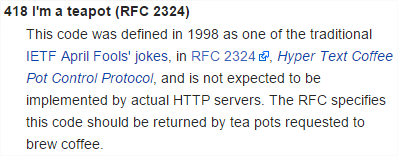 418 I'm a teapot (RFC 2324)
This code was defined in 1998 as one of the traditional
IETF April Fools' jokes, in RFC 2324, Hyper Text Coffee
Pot Control Protocol, and is not expected to be
implemented by actual HTTP servers. The RFC specifies
this code should be returned by tea pots requested to
brew coffee.